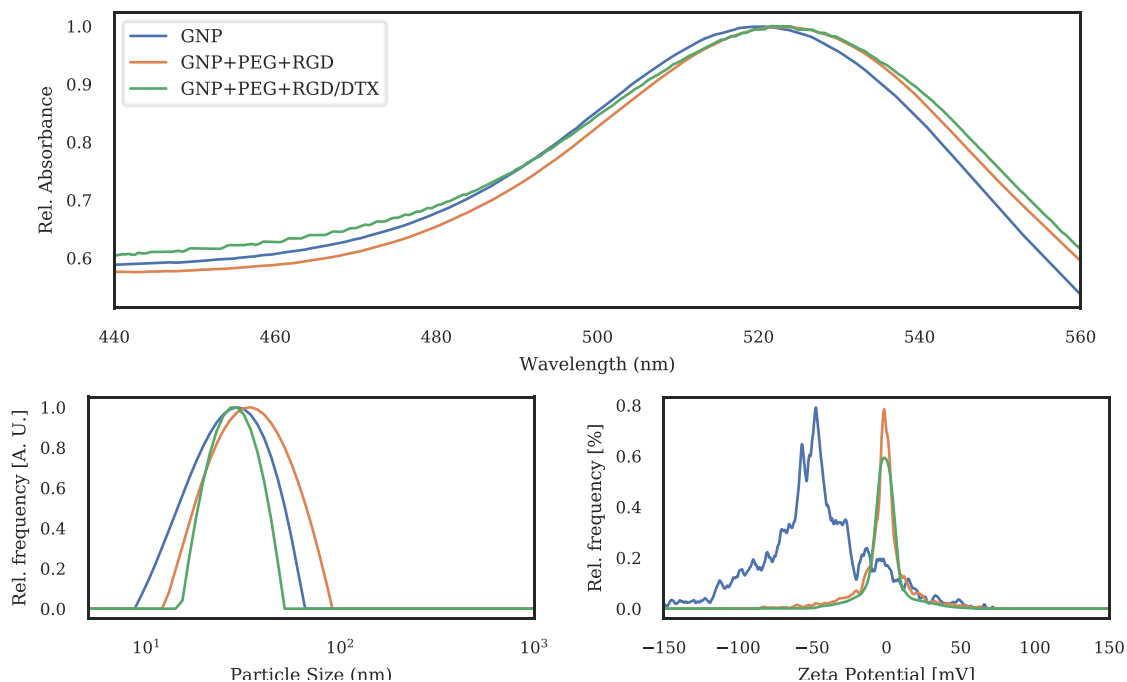 1.0
0.9
0.8
0.7
0.6
Rel. Absorbance
GNP
GNP+PEG+RGD
GNP+PEG+RGD/DTX
440 460 480 500 520 540 560
Wavelength (nm)
1.0
0.8
0.6
0.4
0.2
0.0
Rel. frequency [A. U.]
10¹ 10² 10³
Particle Size (nm)
0.8
0.6
0.4
0.2
0.0
Rel. frequency [%]
−150 −100 −50 0 50 100 150
Zeta Potential [mV]